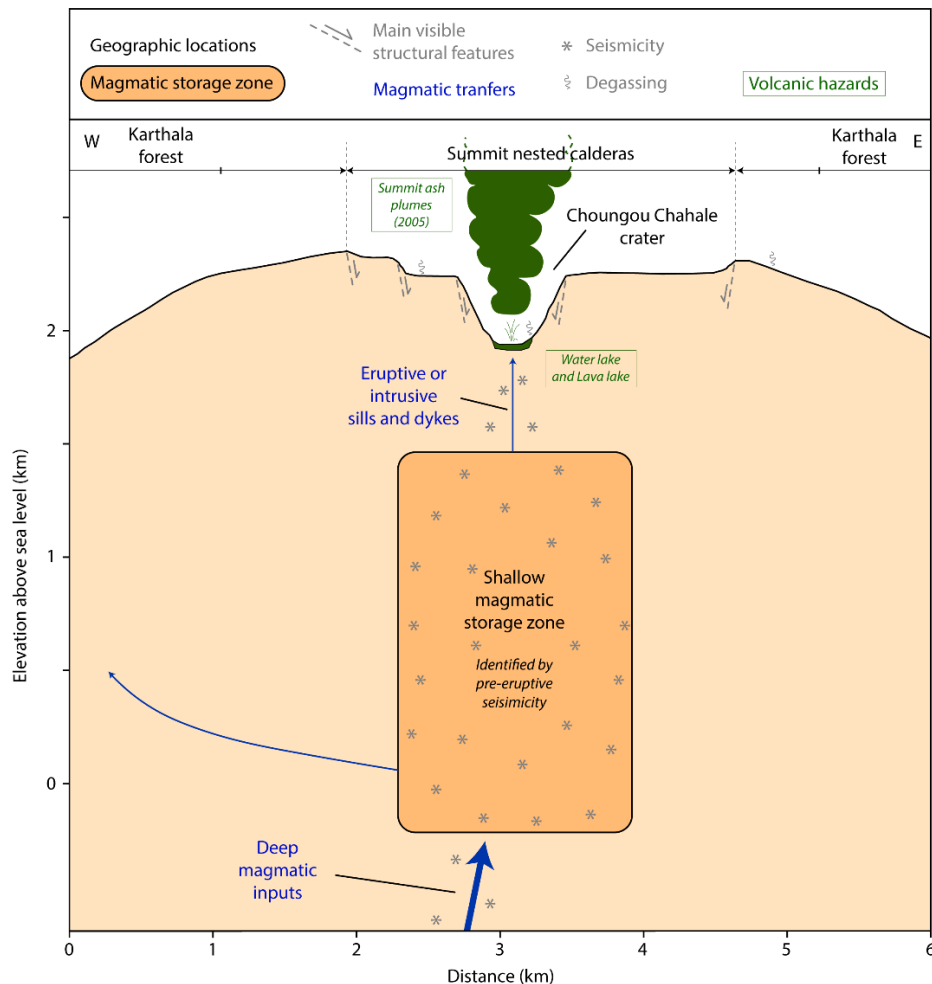 Geographic locations
Magmatic storage zone
Main visible
structural features
Magmatic tranfers
Seismicity
Degassing
Volcanic hazards
W
Karthala
forest
Summit nested calderas
Karthala
forest
E
Summit ash
plumes
(2005)
Choungou Chahale
crater
Water lake
and Lava lake
Eruptive or
intrusive
sills and dykes
Shallow
magmatic
storage zone
Identified by
pre-eruptive
seisimicity
Deep
magmatic
inputs
Elevation above sea level (km)
2
1
0
0
1
2
3
4
5
6
Distance (km)